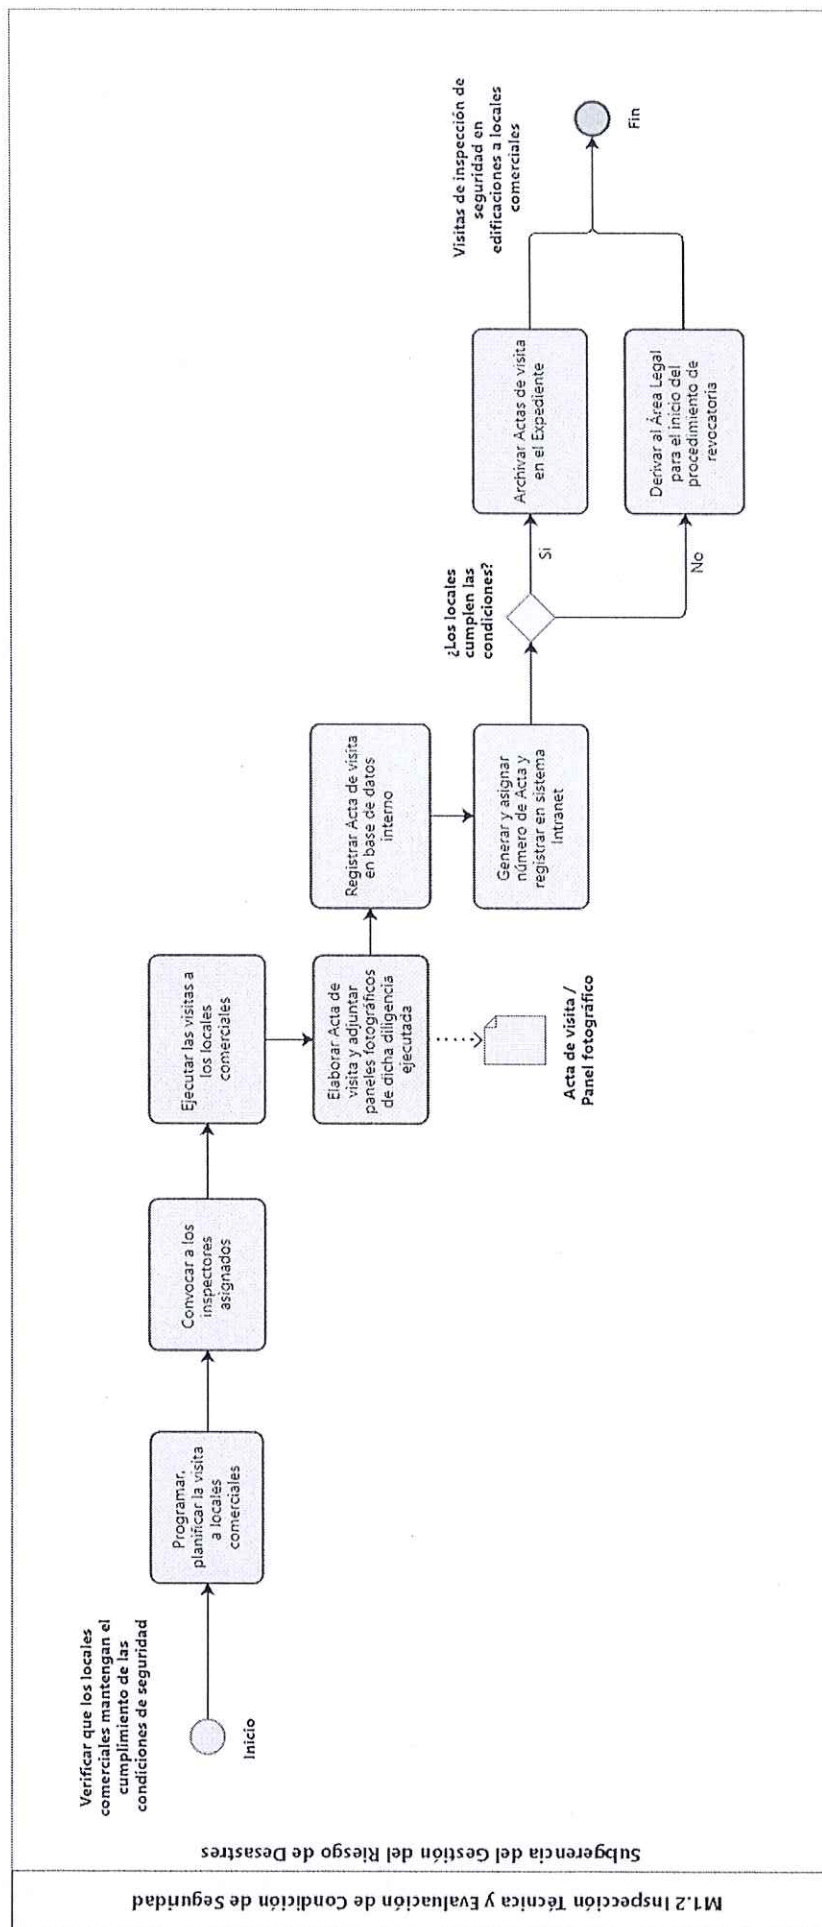 M1.2 Inspección Técnica y Evaluación de Condición de Seguridad
Subgerencia del Gestión del Riesgo de Desastres
Verificar que los locales
comerciales mantengan el
cumplimiento de las
condiciones de seguridad
Inicio
Programar,
planificar la visita
a locales
comerciales
Convocar a los
inspectores
asignados
Ejecutar las visitas a
los locales
comerciales
Elaborar Acta de
visita y adjuntar
paneles fotográficos
de dicha diligencia
ejecutada
Acta de visita /
Panel fotográfico
Registrar Acta de visita
en base de datos
interno
Generar y asignar
número de Acta y
registrar en sistema
Intranet
¿Los locales
cumplen las
condiciones?
Si
No
Archivar Actas de visita
en el Expediente
Derivar al Área Legal
para el inicio del
procedimiento de
revocatoria
Visitas de inspección de
seguridad en
edificaciones a locales
comerciales
Fin